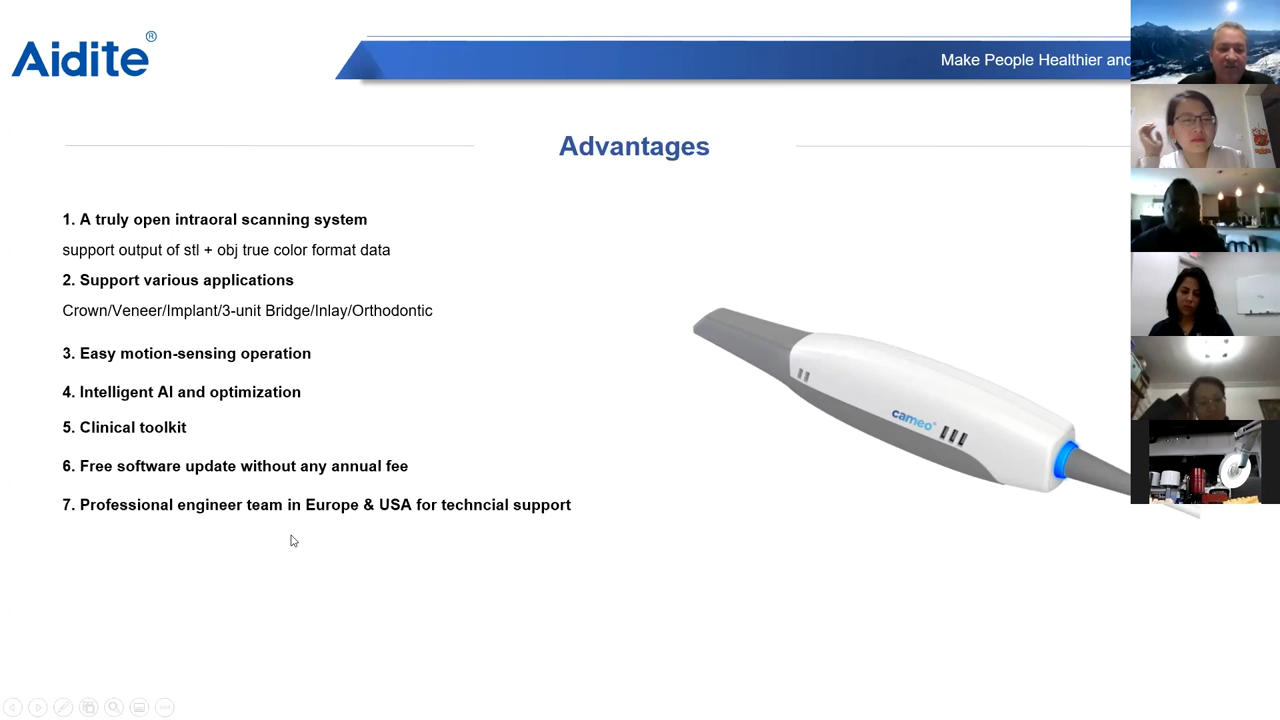 Aidite®
Make People Healthier and
Advantages
1. A truly open intraoral scanning system
support output of stl + obj true color format data
2. Support various applications
Crown/Veneer/Implant/3-unit Bridge/Inlay/Orthodontic
3. Easy motion-sensing operation
4. Intelligent AI and optimization
5. Clinical toolkit
6. Free software update without any annual fee
7. Professional engineer team in Europe & USA for techncial support
cameo®